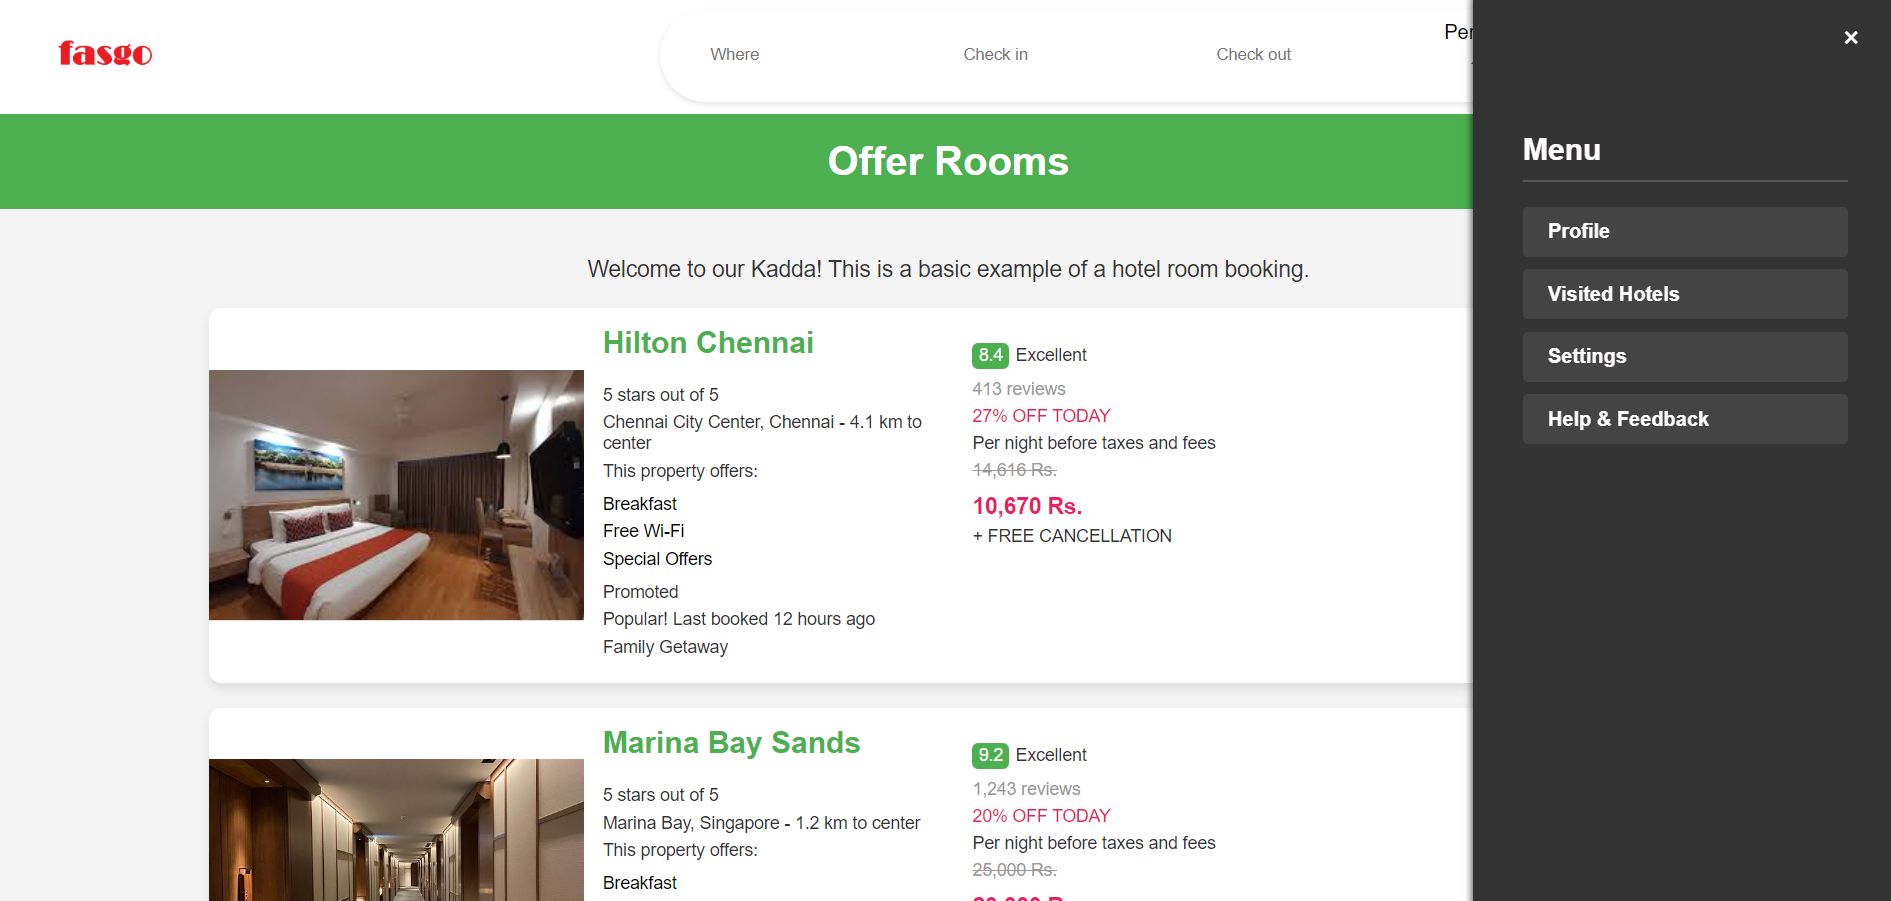 fasgo
Where
Check in
Check out
Menu
Profile
Visited Hotels
Settings
Help & Feedback
Offer Rooms
Welcome to our Kadda! This is a basic example of a hotel room booking.
Hilton Chennai
5 stars out of 5
Chennai City Center, Chennai - 4.1 km to
center
This property offers:
Breakfast
Free Wi-Fi
Special Offers
Promoted
Popular! Last booked 12 hours ago
Family Getaway
8.4 Excellent
413 reviews
27% OFF TODAY
Per night before taxes and fees
14,616 Rs.
10,670 Rs.
+ FREE CANCELLATION
Marina Bay Sands
5 stars out of 5
Marina Bay, Singapore - 1.2 km to center
This property offers:
Breakfast
9.2 Excellent
1,243 reviews
20% OFF TODAY
Per night before taxes and fees
25,000 Rs.